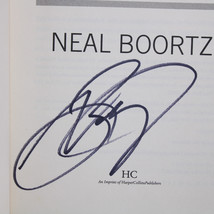 NEAL BOORTZ
HC
An Imprint of HarperCollinsPublishers